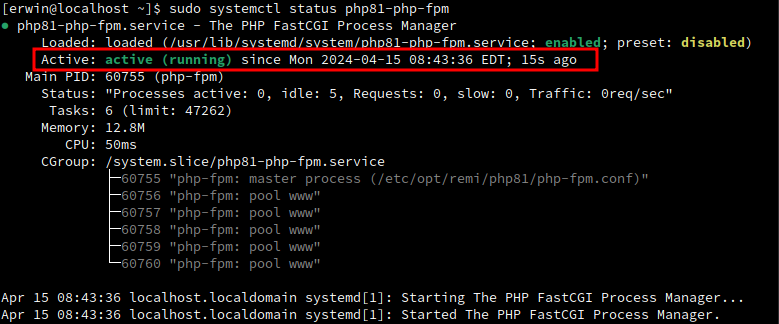 [erwin@localhost ~]$ sudo systemctl status php81-php-fpm
● php81-php-fpm.service - The PHP FastCGI Process Manager
Loaded: loaded (/usr/lib/systemd/system/php81-php-fpm.service; enabled; preset: disabled)
Active: active (running) since Mon 2024-04-15 08:43:36 EDT; 15s ago
Main PID: 60755 (php-fpm)
Status: "Processes active: 0, idle: 5, Requests: 0, slow: 0, Traffic: 0req/sec"
Tasks: 6 (limit: 47262)
Memory: 12.8M
CPU: 50ms
CGroup: /system.slice/php81-php-fpm.service
├─60755 "php-fpm: master process (/etc/opt/remi/php81/php-fpm.conf)"
├─60756 "php-fpm: pool www"
├─60757 "php-fpm: pool www"
├─60758 "php-fpm: pool www"
├─60759 "php-fpm: pool www"
└─60760 "php-fpm: pool www"
Apr 15 08:43:36 localhost.localdomain systemd[1]: Starting The PHP FastCGI Process Manager...
Apr 15 08:43:36 localhost.localdomain systemd[1]: Started The PHP FastCGI Process Manager.